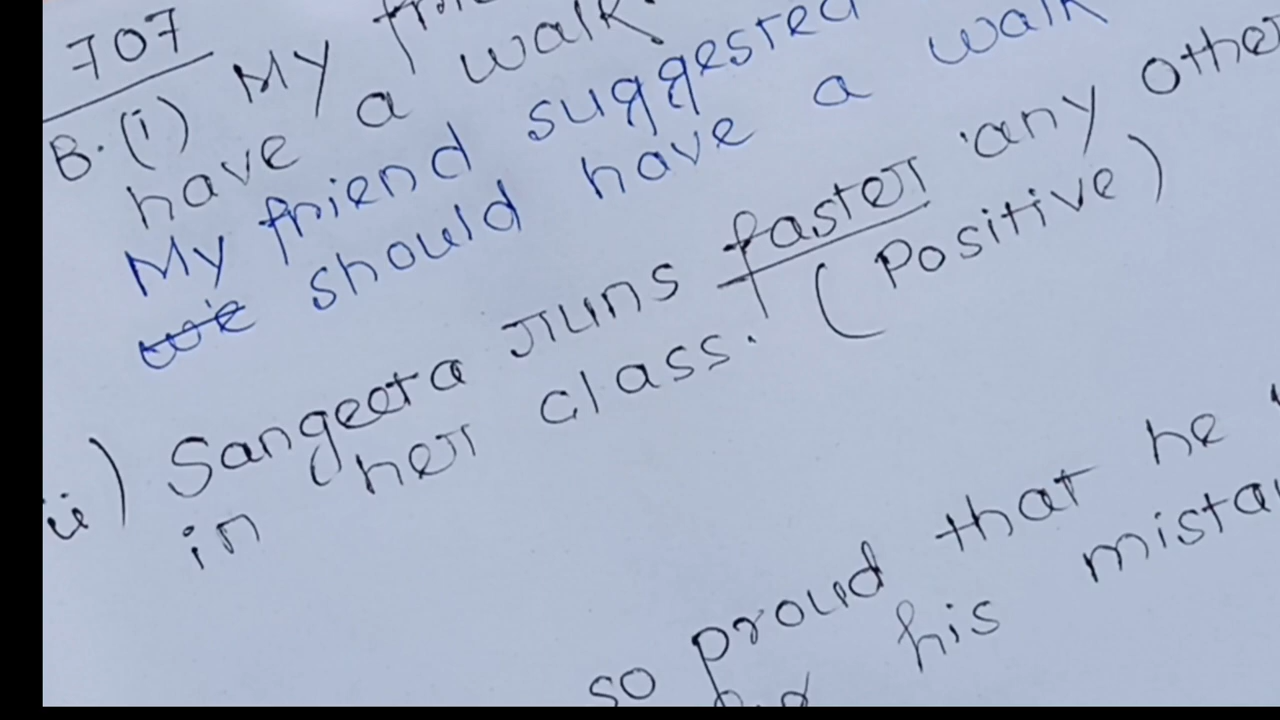 707
B. (i) My
have a walk.
My friend suggested
we should have a walk
ii) Sangeeta runs faster any other
in her class. (Positive)
so proud that he
his